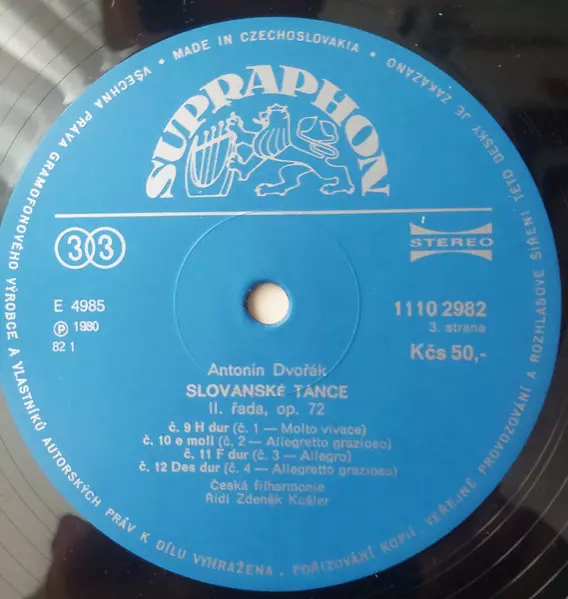 VŠECHNA PRÁVA GRAMOFONOVÉHO VÝROBCE A VLASTNÍKŮ AUTORSKÝCH PRÁV K DÍLU VYHRAŽENA. POŘIZOVÁNÍ KOPIÍ, VEŘEJNÉ PROVOZOVÁNÍ A ROZHLASOVÉ ŠÍŘENÍ TÉTO DESKY JE ZAKÁZÁNO • MADE IN CZECHOSLOVAKIA •
SUPRAPHON
33
STEREO
E 4985
1110 2982
Ⓟ 1980
3. strana
82 1
Kčs 50,-
Antonín Dvořák
SLOVANSKÉ TANCE
II. řada, op. 72
č. 9 H dur (č. 1 — Molto vivace)
č. 10 e moll (č. 2 — Allegretto grazioso)
č. 11 F dur (č. 3 — Allegro)
č. 12 Des dur (č. 4 — Allegretto grazioso)
Česká filharmonie
Řídí Zdeněk Košler